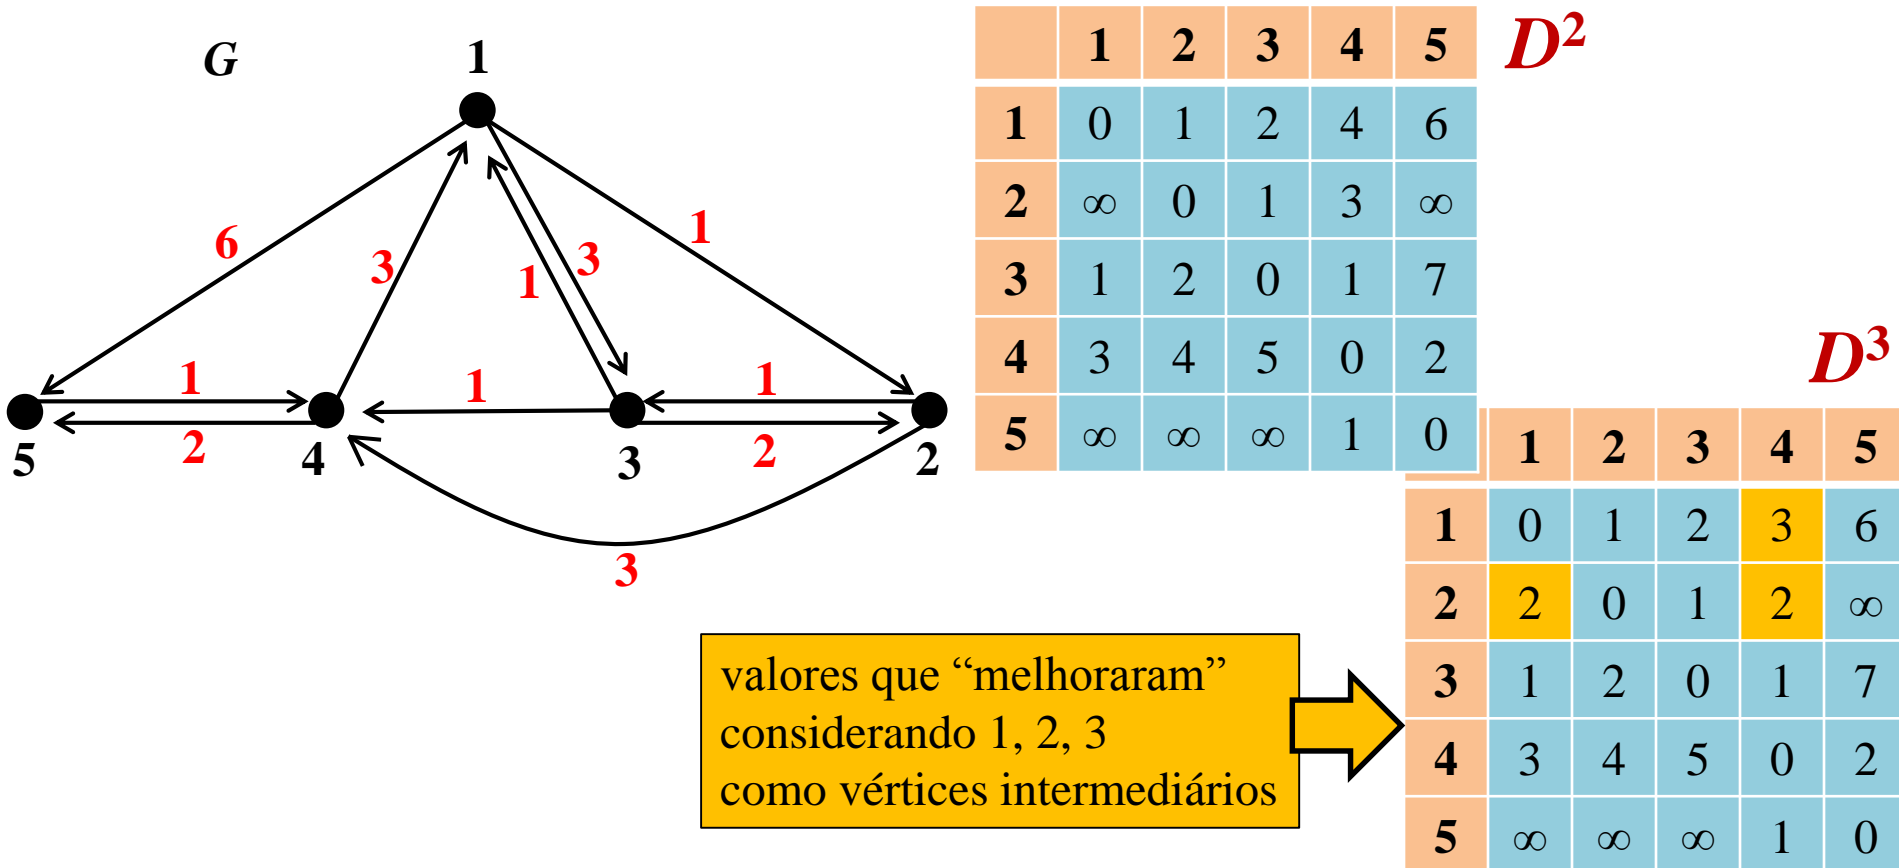 G
1
6
3
1
3
1
1
2
1
1
2
5
4
3
2
3
D²
1 2 3 4 5
1 0 1 2 4 6
2 ∞ 0 1 3 ∞
3 1 2 0 1 7
4 3 4 5 0 2
5 ∞ ∞ ∞ 1 0
D³
1 2 3 4 5
1 0 1 2 3 6
2 2 0 1 2 ∞
3 1 2 0 1 7
4 3 4 5 0 2
5 ∞ ∞ ∞ 1 0
valores que “melhoraram”
considerando 1, 2, 3
como vértices intermediários